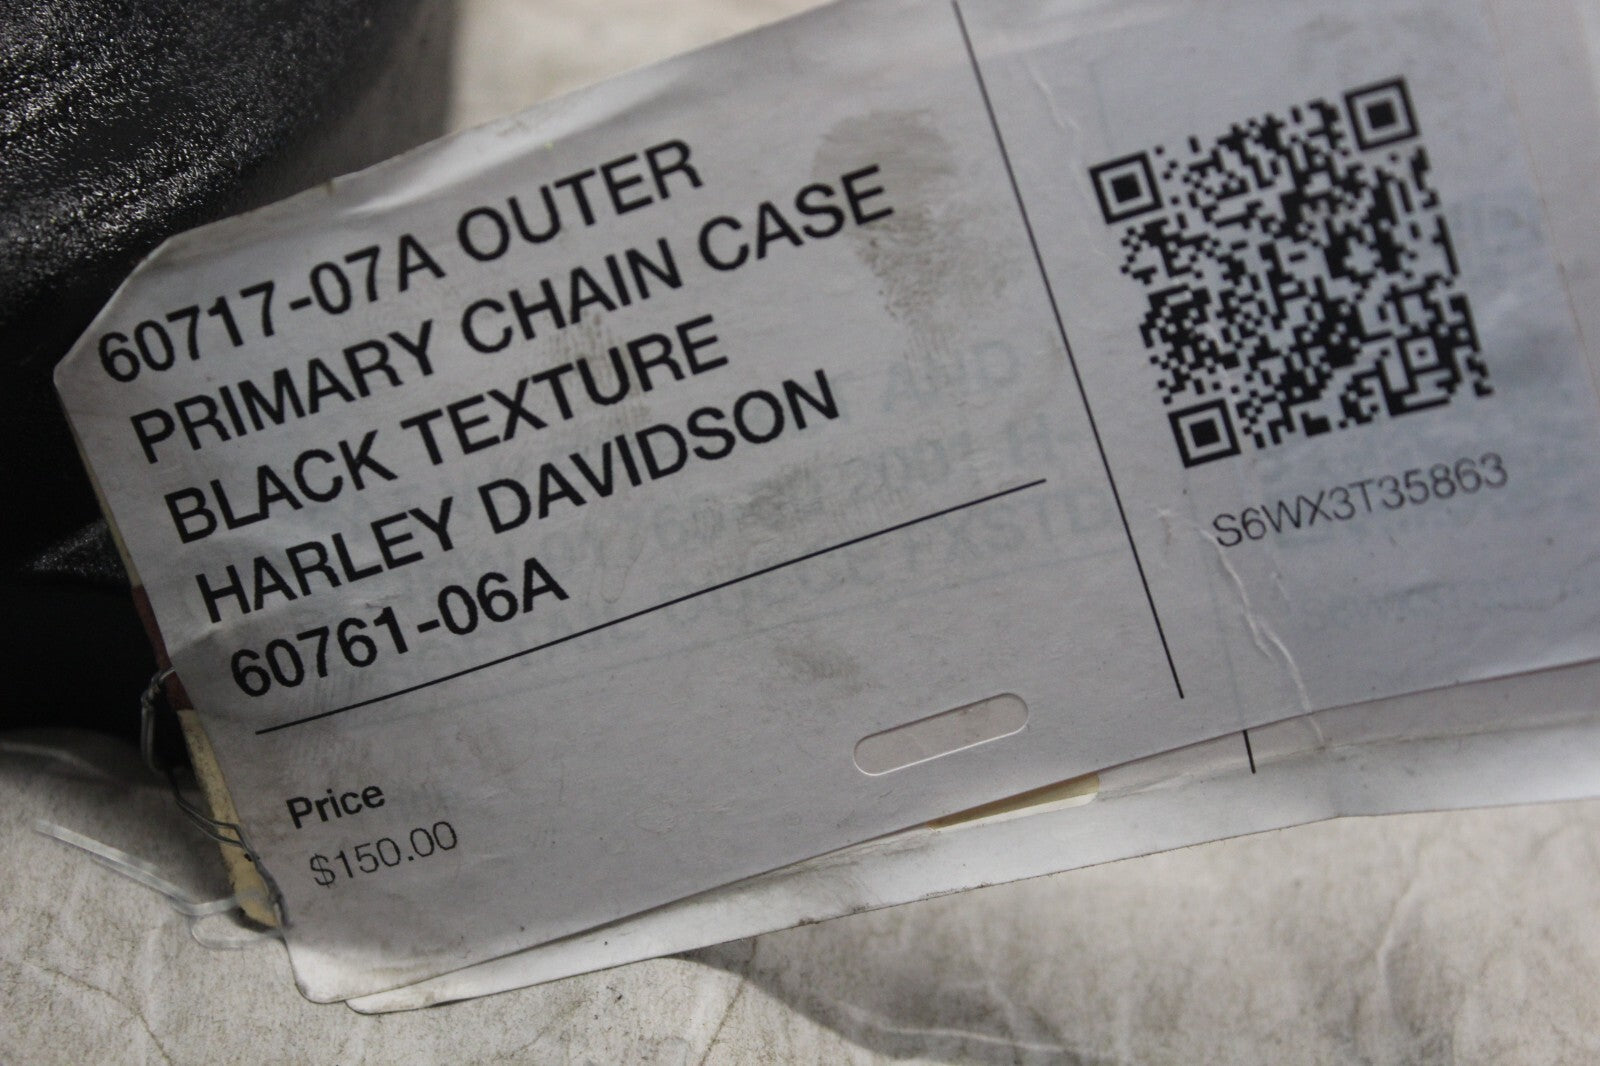 60717-07A OUTER
PRIMARY CHAIN CASE
BLACK TEXTURE
HARLEY DAVIDSON
60761-06A
Price
$150.00
S6WX3T35863